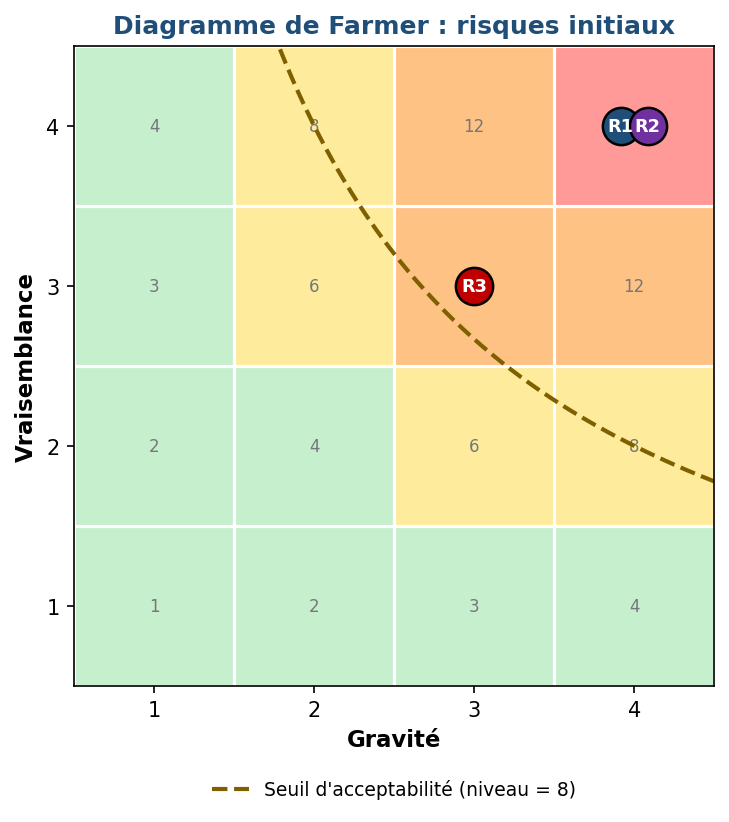 Diagramme de Farmer : risques initiaux
Vraisemblance
4 4 8 12 R1 R2
3 3 6 R3 12
2 2 4 6 8
1 1 2 3 4
1 2 3 4
Gravité
Seuil d'acceptabilité (niveau = 8)